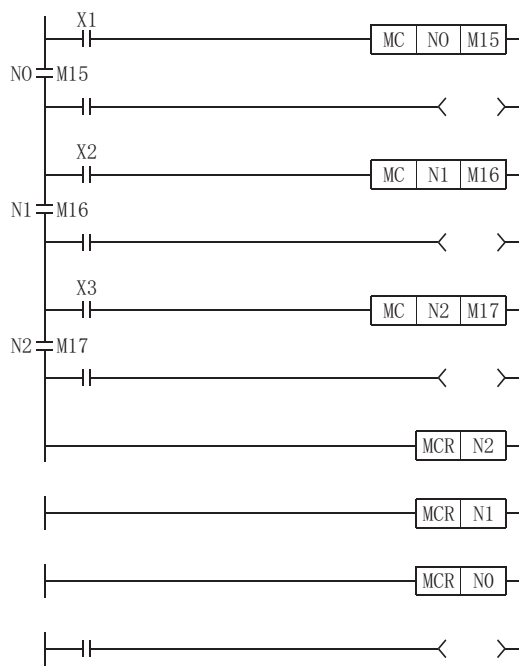 X1
MC N0 M15
N0 M15
X2
MC N1 M16
N1 M16
X3
MC N2 M17
N2 M17
MCR N2
MCR N1
MCR N0